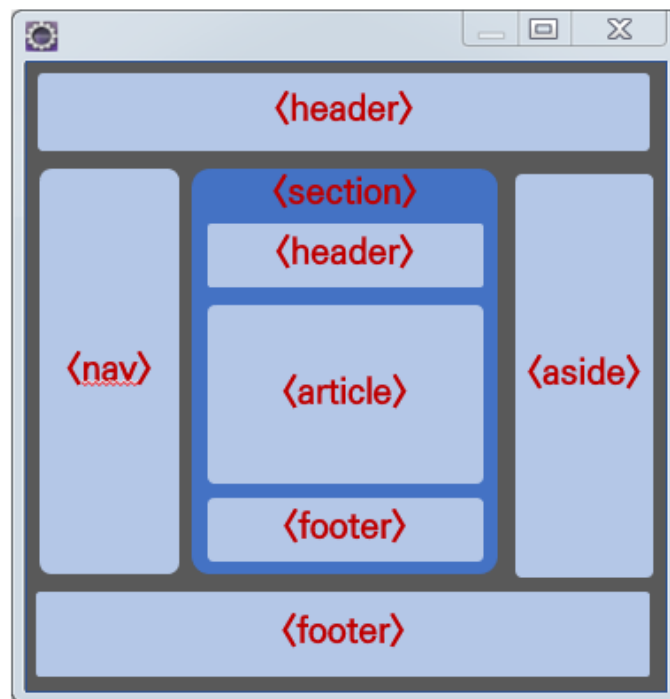 〈header〉
〈section〉
〈header〉
〈nav〉
〈article〉
〈aside〉
〈footer〉
〈footer〉